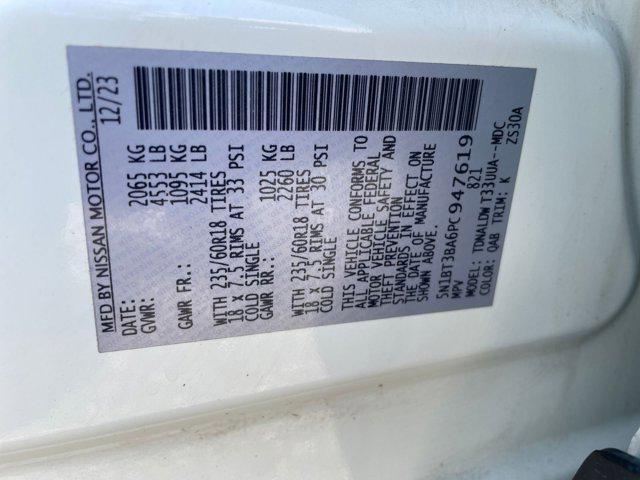 MFD BY NISSAN MOTOR CO., LTD.
DATE: 12/23
GVWR: 2065 KG
4553 LB
GAWR FR.: 1095 KG
2414 LB
WITH 235/60R18 TIRES
18 X 7.5 RIMS AT 33 PSI
COLD SINGLE
GAWR RR.: 1025 KG
2260 LB
WITH 235/60R18 TIRES
18 X 7.5 RIMS AT 30 PSI
COLD SINGLE
THIS VEHICLE CONFORMS TO
ALL APPLICABLE FEDERAL
MOTOR VEHICLE SAFETY AND
THEFT PREVENTION
STANDARDS IN EFFECT ON
THE DATE OF MANUFACTURE
SHOWN ABOVE.
5N1BT3BA6PC947619
MPV 821
MODEL: TDNALDW T33UUA--MDC
COLOR: QAB TRIM: K ZS30A